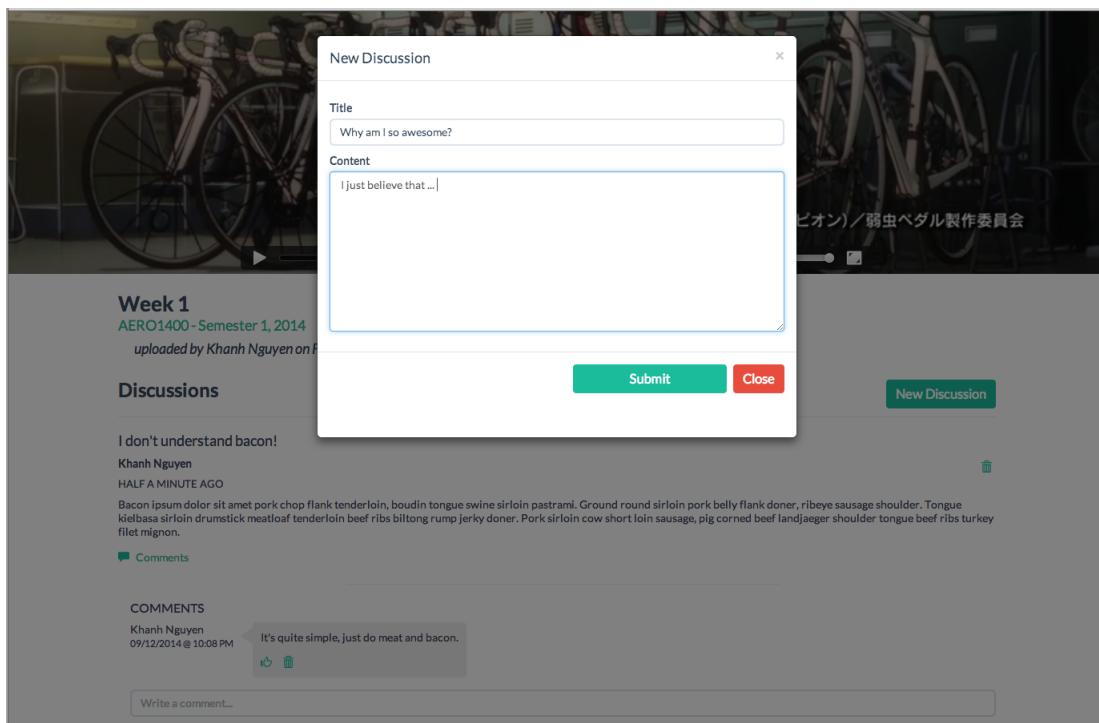 New Discussion
×
Title
Why am I so awesome?
Content
I just believe that ...
ピオン)／弱虫ペダル製作委員会
Submit
Close
Week 1
AERO1400 - Semester 1, 2014
uploaded by Khanh Nguyen on
Discussions
New Discussion
I don't understand bacon!
Khanh Nguyen
HALF A MINUTE AGO
Bacon ipsum dolor sit amet pork chop flank tenderloin, boudin tongue swine sirloin pastrami. Ground round sirloin pork belly flank doner, ribeye sausage shoulder. Tongue
kielbasa sirloin drumstick meatloaf tenderloin beef ribs biltong rump jerky doner. Pork sirloin cow short loin sausage, pig corned beef landjaeger shoulder tongue beef ribs turkey
filet mignon.
Comments
COMMENTS
Khanh Nguyen
09/12/2014 @ 10:08 PM
It's quite simple, just do meat and bacon.
Write a comment...